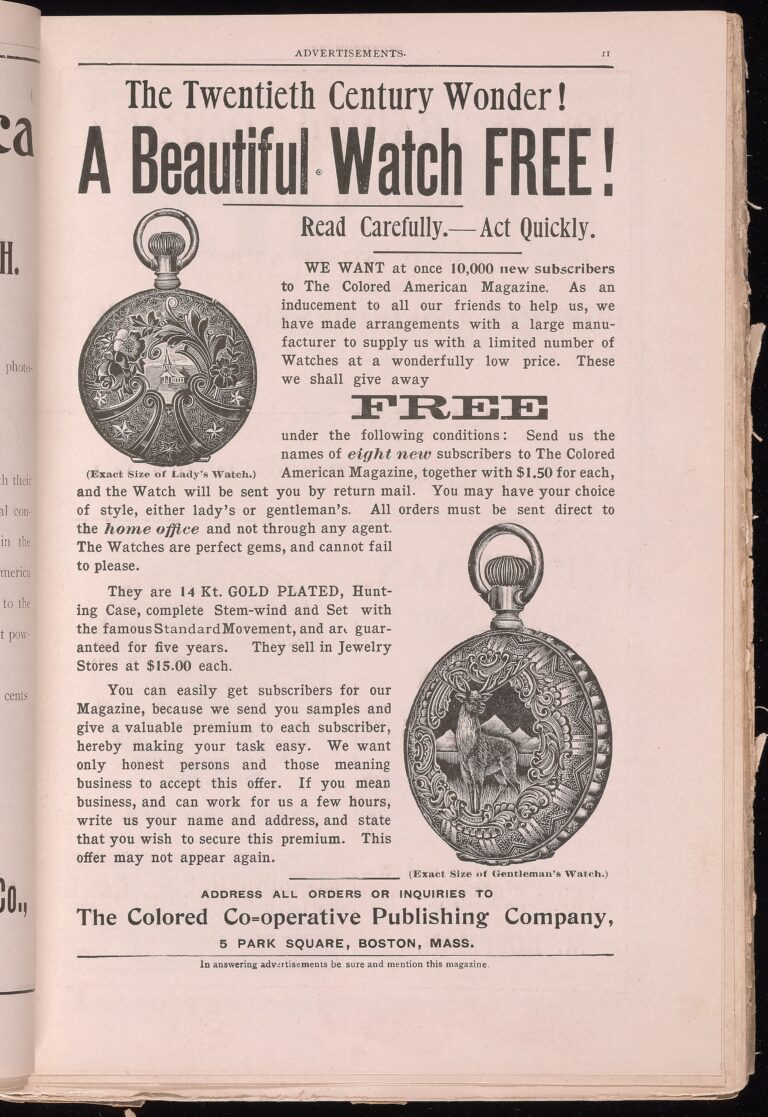 ADVERTISEMENTS. 11
The Twentieth Century Wonder!
A Beautiful Watch FREE!
Read Carefully.—Act Quickly.
WE WANT at once 10,000 new subscribers
to The Colored American Magazine. As an
inducement to all our friends to help us, we
have made arrangements with a large manu-
facturer to supply us with a limited number of
Watches at a wonderfully low price. These
we shall give away
FREE
under the following conditions: Send us the
names of eight new subscribers to The Colored
(Exact Size of Lady's Watch.)
American Magazine, together with $1.50 for each,
and the Watch will be sent you by return mail. You may have your choice
of style, either lady's or gentleman's. All orders must be sent direct to
the home office and not through any agent.
The Watches are perfect gems, and cannot fail
to please.
They are 14 Kt. GOLD PLATED, Hunt-
ing Case, complete Stem-wind and Set with
the famous Standard Movement, and are guar-
anteed for five years. They sell in Jewelry
Stores at $15.00 each.
You can easily get subscribers for our
Magazine, because we send you samples and
give a valuable premium to each subscriber,
hereby making your task easy. We want
only honest persons and those meaning
business to accept this offer. If you mean
business, and can work for us a few hours,
write us your name and address, and state
that you wish to secure this premium. This
offer may not appear again.
(Exact Size of Gentleman's Watch.)
ADDRESS ALL ORDERS OR INQUIRIES TO
The Colored Co=operative Publishing Company,
5 PARK SQUARE, BOSTON, MASS.
In answering advertisements be sure and mention this magazine.
ca
H.
photo-
h their
al con-
in the
merica
to the
t pow-
cents.
Co.,